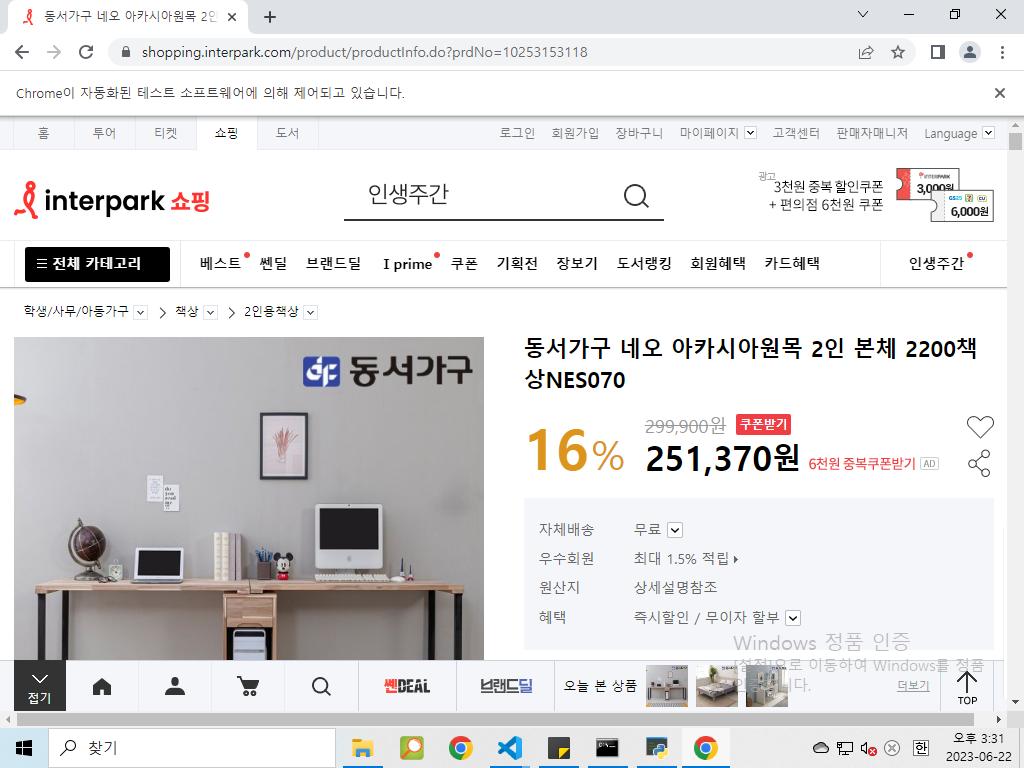 동서가구 네오 아카시아원목 2인
shopping.interpark.com/product/productInfo.do?prdNo=10253153118
Chrome이 자동화된 테스트 소프트웨어에 의해 제어되고 있습니다.
홈 투어 티켓 쇼핑 도서 로그인 회원가입 장바구니 마이페이지 고객센터 판매자매니저 Language
interpark 쇼핑 인생주간
광고
3천원 중복 할인쿠폰
+ 편의점 6천원 쿠폰
INTERPARK
3,000원
GS25 CU
6,000원
전체 카테고리 베스트 쎈딜 브랜드딜 I prime 쿠폰 기획전 장보기 도서랭킹 회원혜택 카드혜택 인생주간
학생/사무/아동가구 책상 2인용책상
동서가구
동서가구 네오 아카시아원목 2인 본체 2200책
상NES070
16% 299,900원 쿠폰받기
251,370원 6천원 중복쿠폰받기 AD
자체배송 무료
우수회원 최대 1.5% 적립
원산지 상세설명참조
혜택 즉시할인 / 무이자 할부
Windows 정품 인증
[설정]으로 이동하여 Windows를 정품
접기 쎈DEAL 브랜드딜 오늘 본 상품 더보기 TOP
찾기
한
오후 3:31
2023-06-22